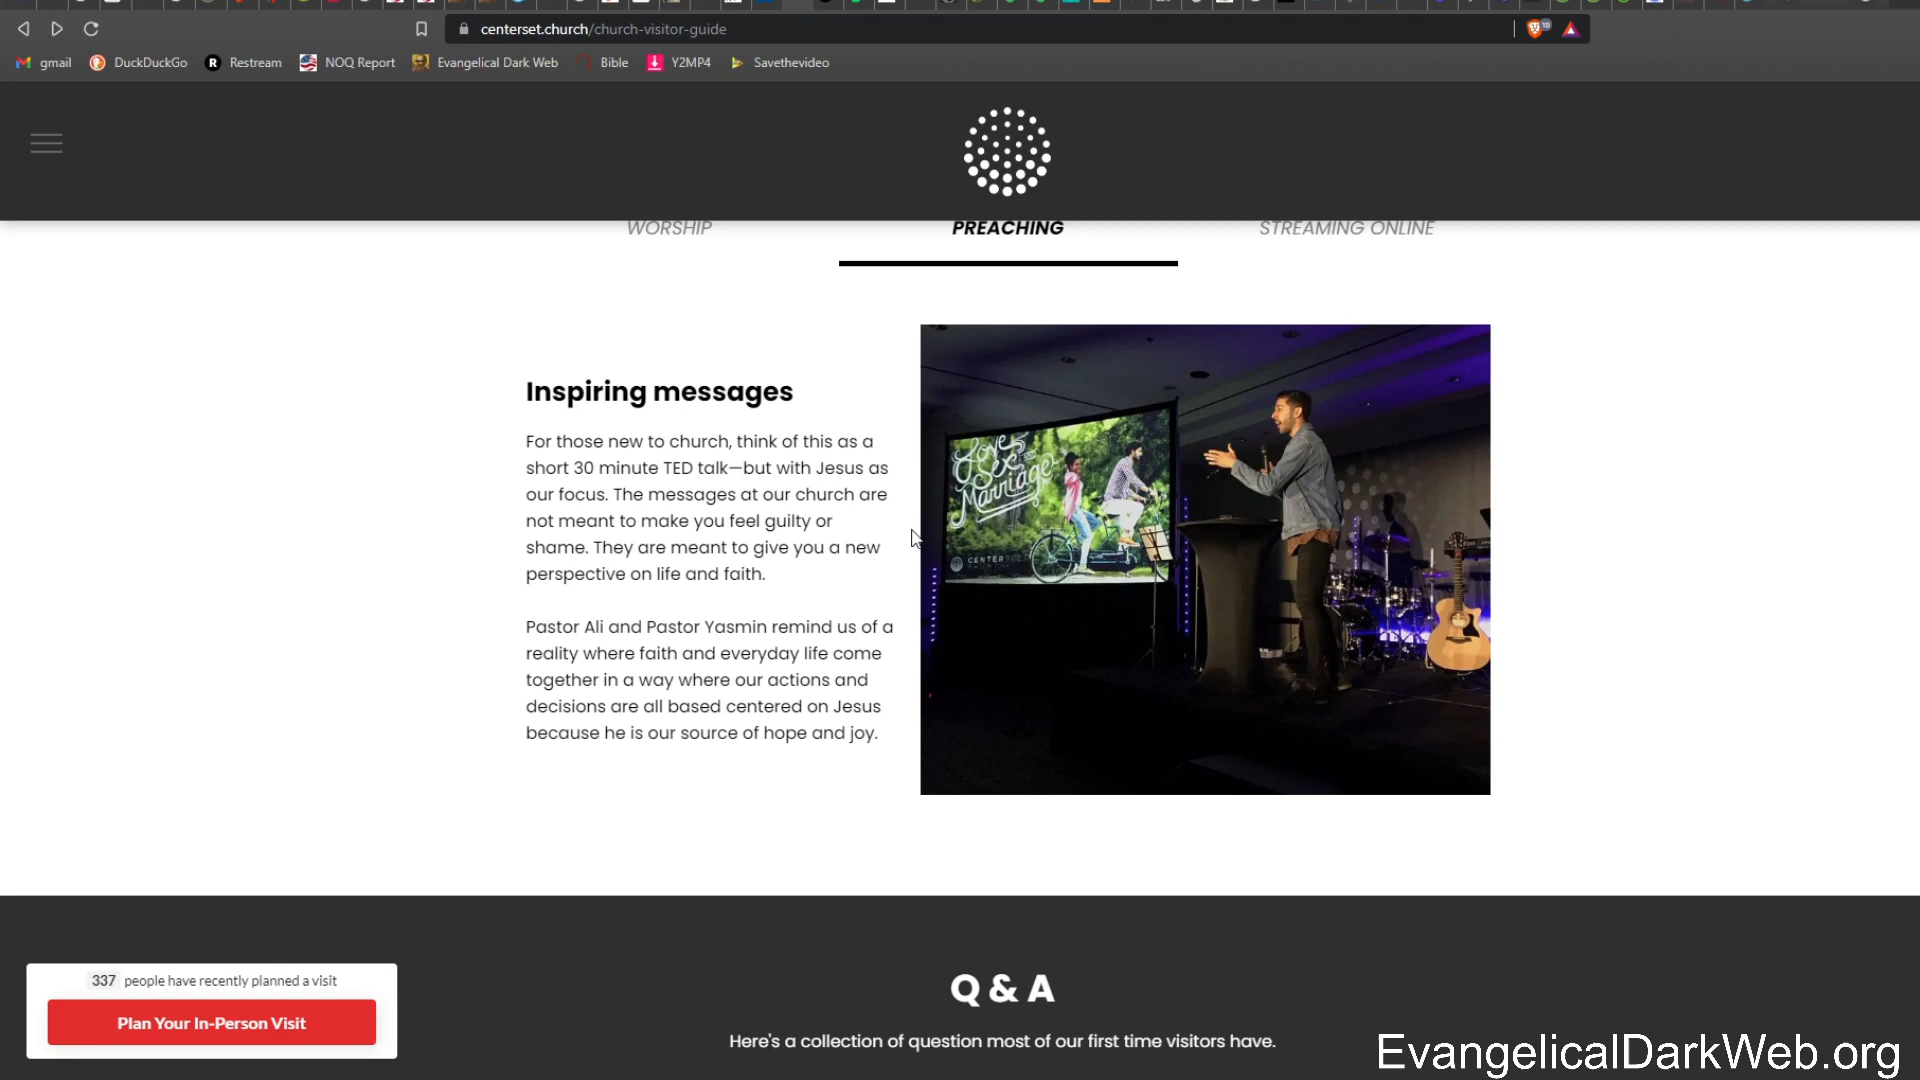 centerset.church/church-visitor-guide
10
gmail DuckDuckGo Restream NOQ Report Evangelical Dark Web Bible Y2MP4 Savethevideo
WORSHIP PREACHING STREAMING ONLINE
Inspiring messages
For those new to church, think of this as a
short 30 minute TED talk—but with Jesus as
our focus. The messages at our church are
not meant to make you feel guilty or
shame. They are meant to give you a new
perspective on life and faith.
Pastor Ali and Pastor Yasmin remind us of a
reality where faith and everyday life come
together in a way where our actions and
decisions are all based centered on Jesus
because he is our source of hope and joy.
Love
Sex and
Marriage
CENTER
Q & A
Here's a collection of question most of our first time visitors have.
337 people have recently planned a visit
Plan Your In-Person Visit
EvangelicalDarkWeb.org